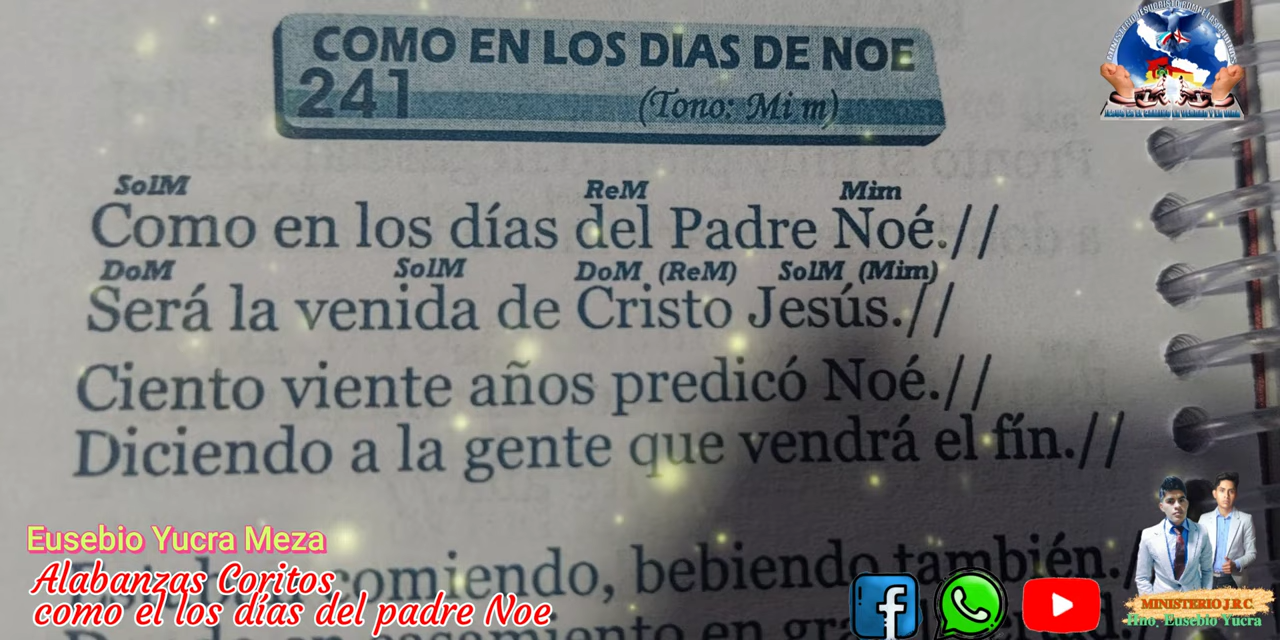 COMO EN LOS DIAS DE NOE
241 (Tono: Mi m)
SolM ReM Mim
Como en los días del Padre Noé.//
DoM SolM DoM (ReM) SolM (Mim)
Será la venida de Cristo Jesús.//
Ciento viente años predicó Noé.//
Diciendo a la gente que vendrá el fín.//
comiendo, bebiendo también./
Eusebio Yucra Meza
Alabanzas Coritos
como el los días del padre Noe
MINISTERIO J.R.C
Hno, Eusebio Yucra